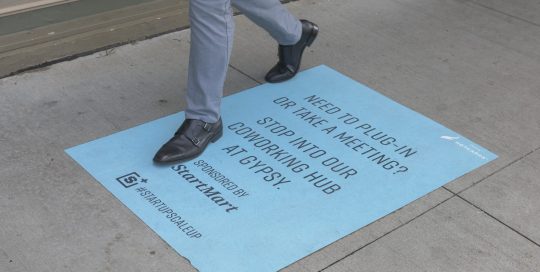 NEED TO PLUG-IN
OR TAKE A MEETING?
STOP INTO OUR
COWORKING HUB
AT GYPSY.
SPONSORED BY
StartMart
S+
#STARTUPSCALEUP